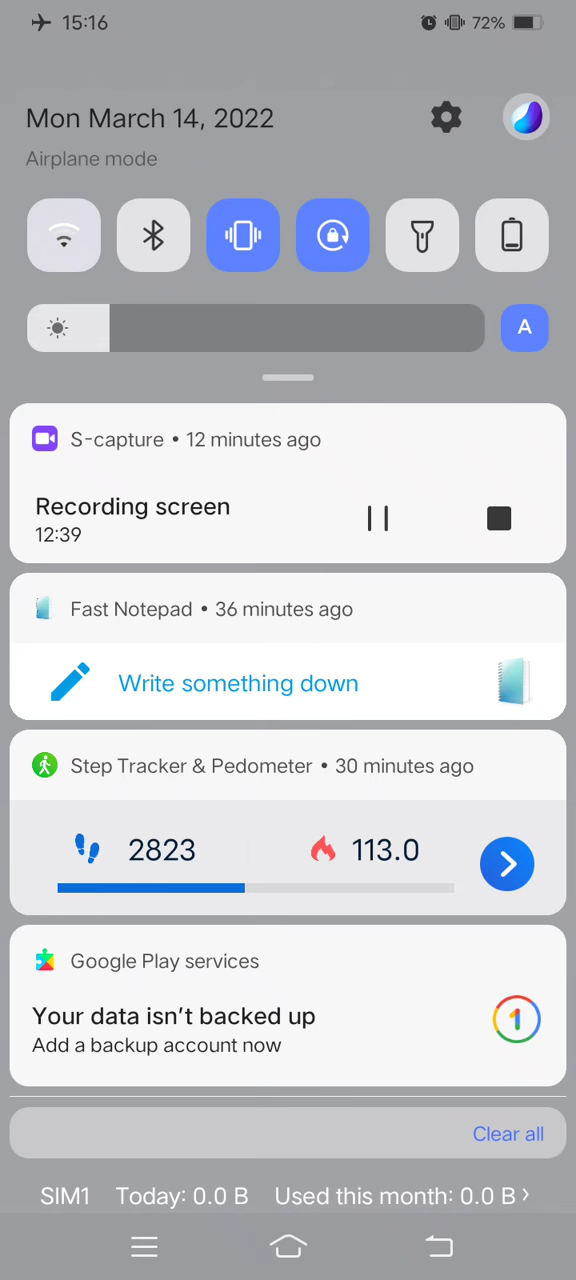 15:16
72%
Mon March 14, 2022
Airplane mode
A
S-capture • 12 minutes ago
Recording screen
12:39
Fast Notepad • 36 minutes ago
Write something down
Step Tracker & Pedometer • 30 minutes ago
2823 113.0
Google Play services
Your data isn't backed up
1
Add a backup account now
Clear all
SIM1 Today: 0.0 B Used this month: 0.0 B ›